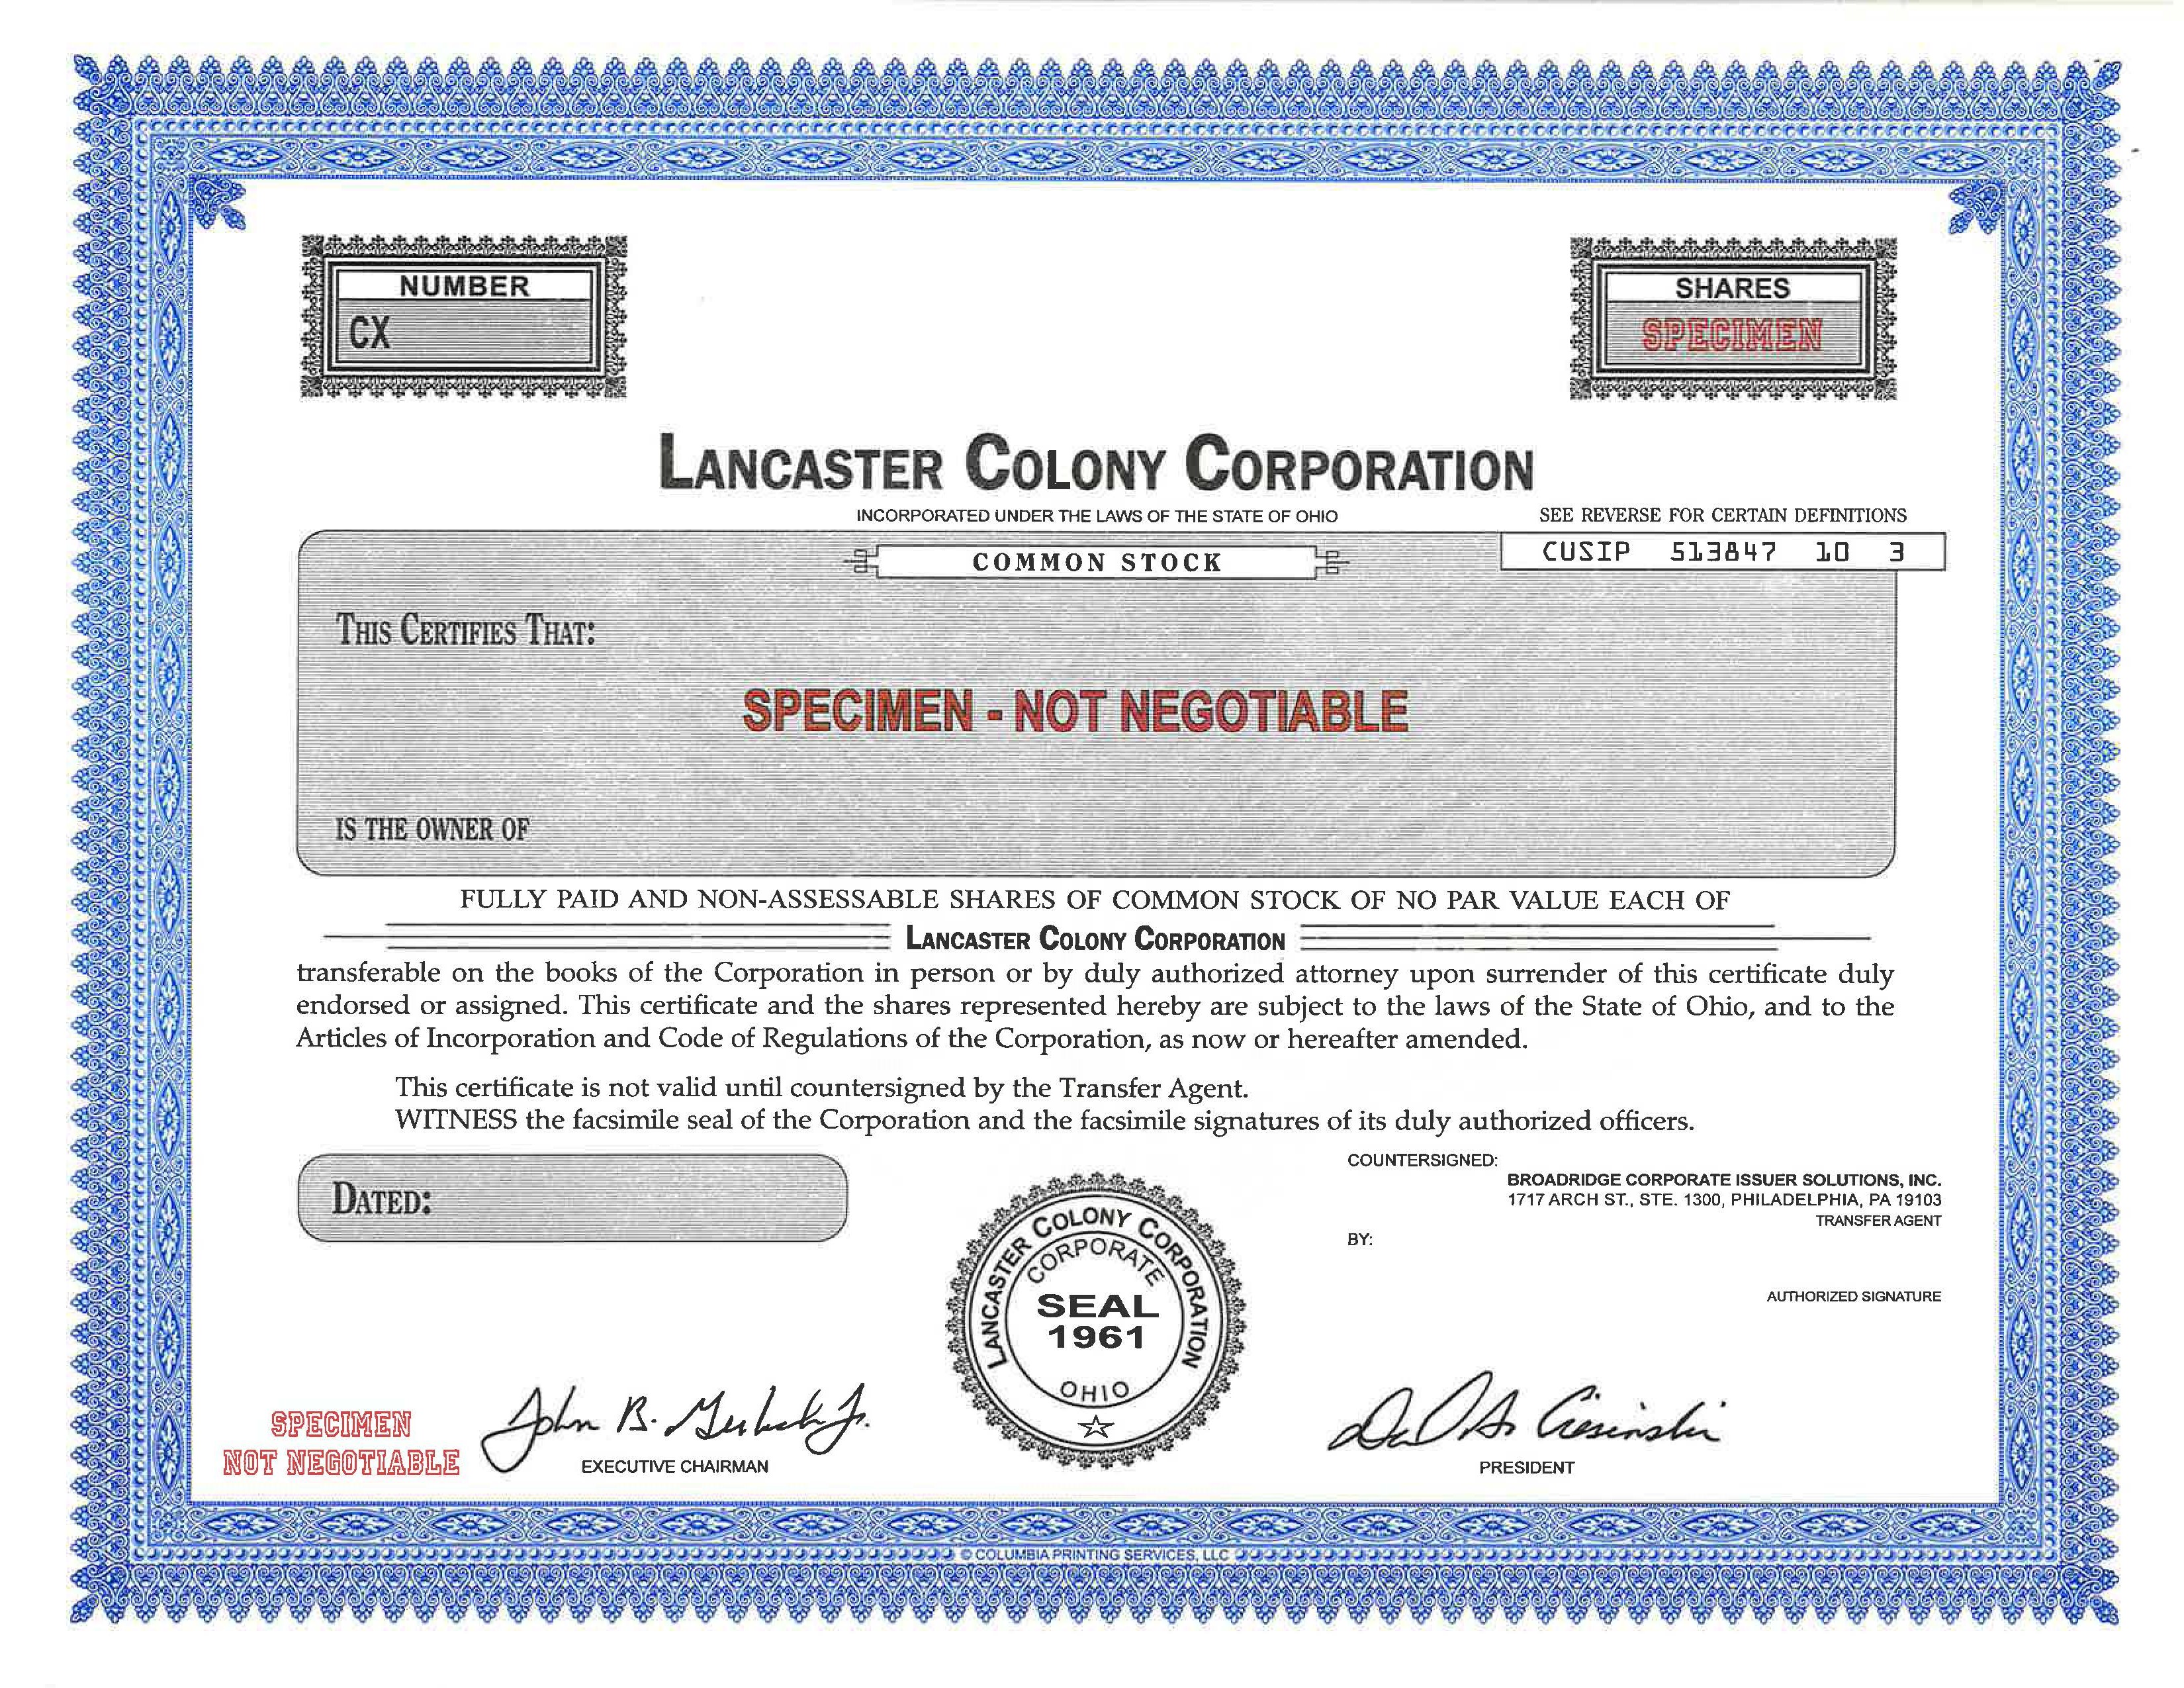 NUMBER
CX
SHARES
SPECIMEN
LANCASTER COLONY CORPORATION
INCORPORATED UNDER THE LAWS OF THE STATE OF OHIO
SEE REVERSE FOR CERTAIN DEFINITIONS
COMMON STOCK
CUSIP 513847 10 3
THIS CERTIFIES THAT:
SPECIMEN - NOT NEGOTIABLE
IS THE OWNER OF
FULLY PAID AND NON-ASSESSABLE SHARES OF COMMON STOCK OF NO PAR VALUE EACH OF
LANCASTER COLONY CORPORATION
transferable on the books of the Corporation in person or by duly authorized attorney upon surrender of this certificate duly
endorsed or assigned. This certificate and the shares represented hereby are subject to the laws of the State of Ohio, and to the
Articles of Incorporation and Code of Regulations of the Corporation, as now or hereafter amended.
This certificate is not valid until countersigned by the Transfer Agent.
WITNESS the facsimile seal of the Corporation and the facsimile signatures of its duly authorized officers.
DATED:
COUNTERSIGNED:
BROADRIDGE CORPORATE ISSUER SOLUTIONS, INC.
1717 ARCH ST., STE. 1300, PHILADELPHIA, PA 19103
TRANSFER AGENT
BY:
AUTHORIZED SIGNATURE
LANCASTER COLONY CORPORATION
CORPORATE
SEAL
1961
OHIO
SPECIMEN
NOT NEGOTIABLE
John B.
EXECUTIVE CHAIRMAN
Ciesinski
PRESIDENT
© COLUMBIA PRINTING SERVICES, LLC